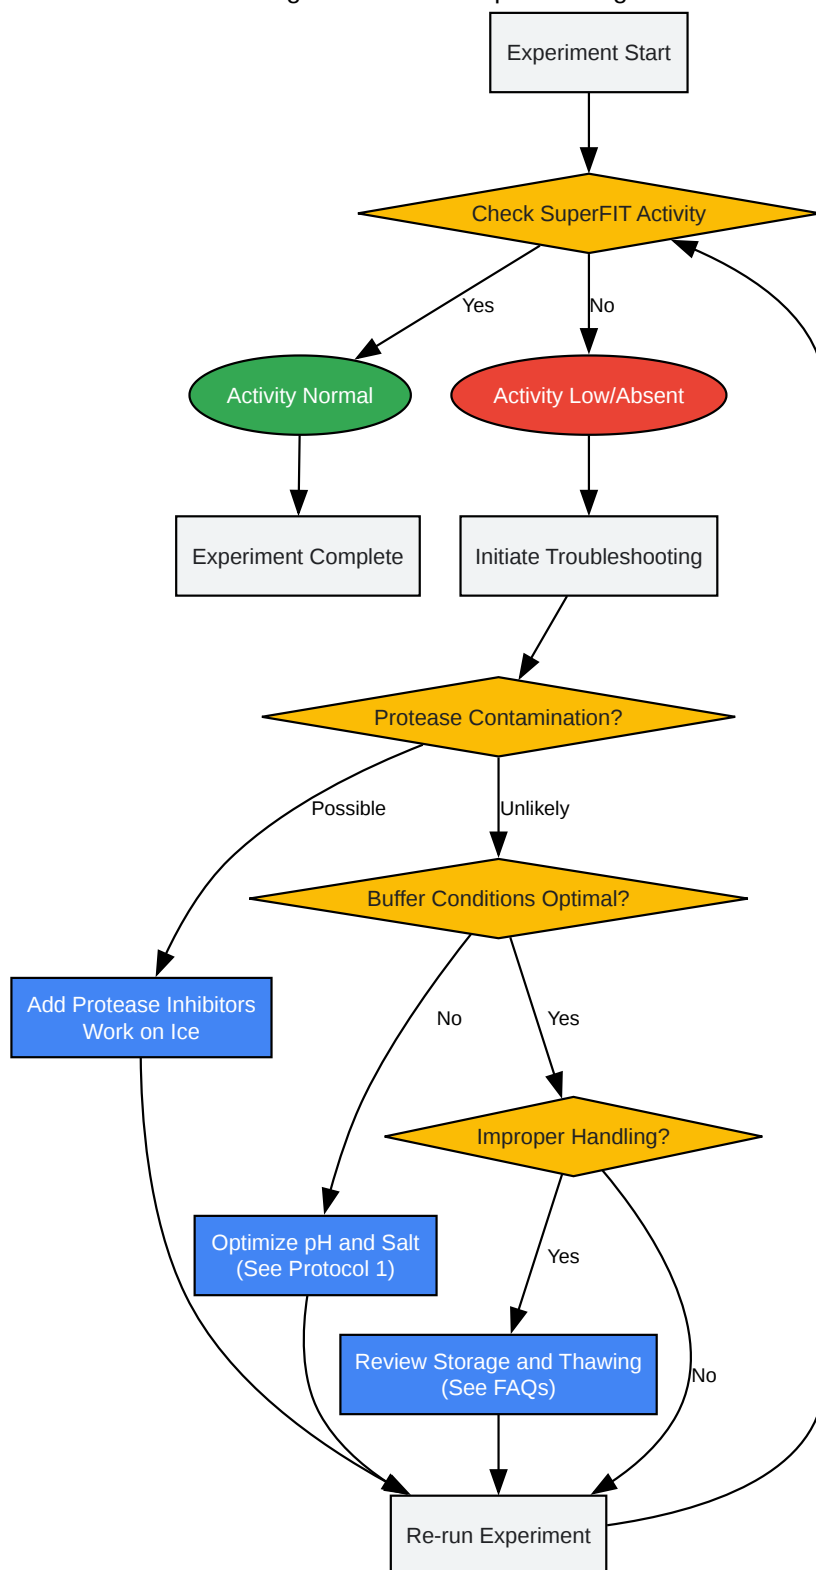 Experiment Start
Check SuperFIT Activity
Yes
No
Activity Normal
Activity Low/Absent
Experiment Complete
Initiate Troubleshooting
Protease Contamination?
Possible
Unlikely
Buffer Conditions Optimal?
Add Protease Inhibitors
Work on Ice
No
Yes
Improper Handling?
Optimize pH and Salt
(See Protocol 1)
Yes
Review Storage and Thawing
(See FAQs)
No
Re-run Experiment